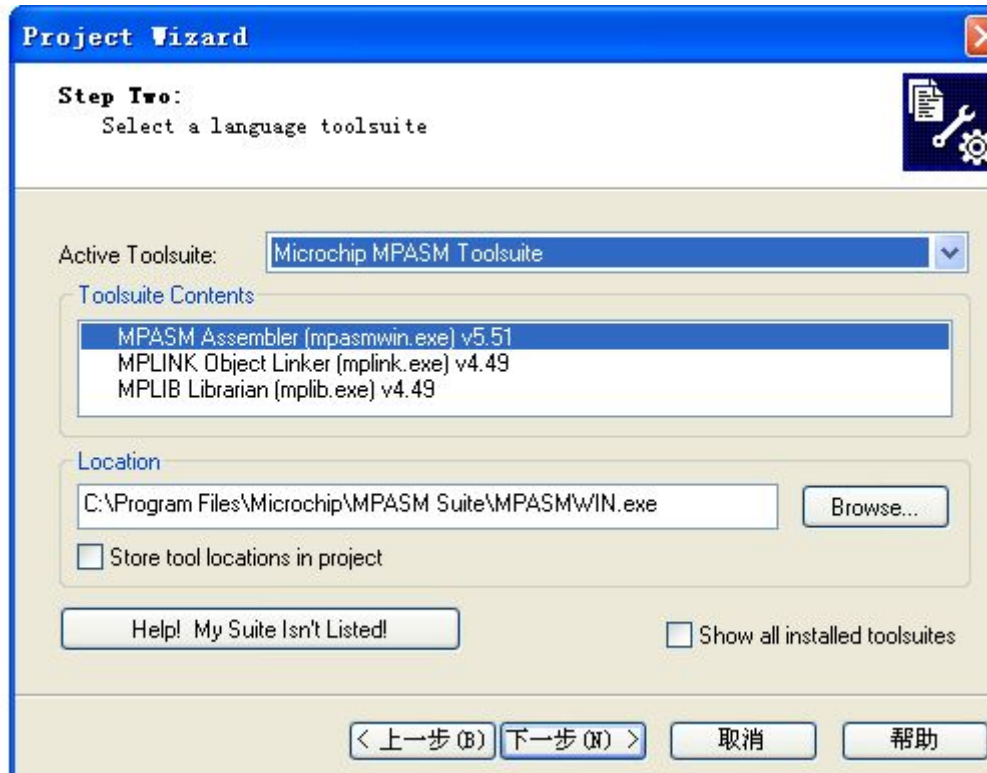 Project Wizard
Step Two:
Select a language toolsuite
Active Toolsuite: Microchip MPASM Toolsuite
Toolsuite Contents
MPASM Assembler (mpasmwin.exe) v5.51
MPLINK Object Linker (mplink.exe) v4.49
MPLIB Librarian (mplib.exe) v4.49
Location
C:\Program Files\Microchip\MPASM Suite\MPASMWIN.exe Browse...
Store tool locations in project
Help! My Suite Isn't Listed! Show all installed toolsuites
< 上一步(B) 下一步(N) > 取消 帮助